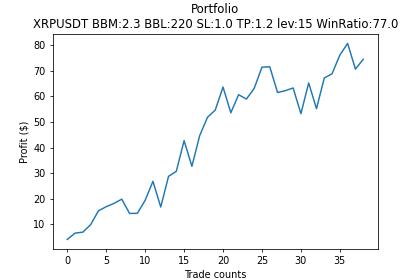 Portfolio
XRPUSDT BBM:2.3 BBL:220 SL:1.0 TP:1.2 lev:15 WinRatio:77.0
80
70
60
50
40
30
20
10
Profit ($)
0 5 10 15 20 25 30 35
Trade counts